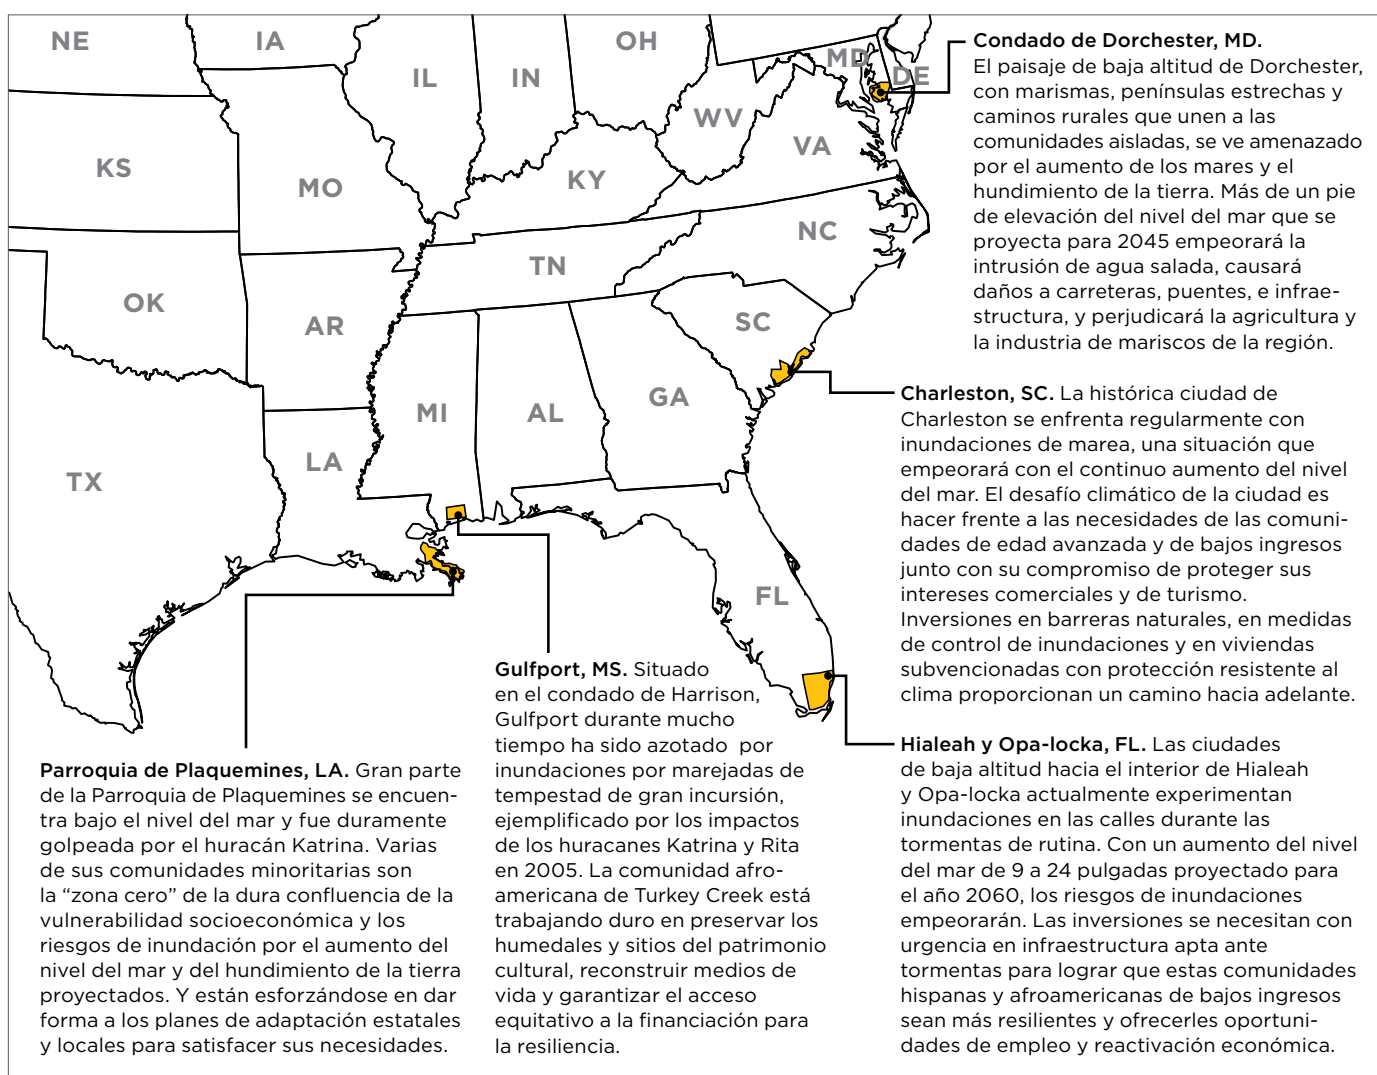 NE
IA
OH
IL
IN
MD
DE
WV
VA
KS
MO
KY
NC
TN
OK
AR
SC
MI
AL
GA
LA
TX
FL
Condado de Dorchester, MD.
El paisaje de baja altitud de Dorchester,
con marismas, penínsulas estrechas y
caminos rurales que unen a las
comunidades aisladas, se ve amenazado
por el aumento de los mares y el
hundimiento de la tierra. Más de un pie
de elevación del nivel del mar que se
proyecta para 2045 empeorará la
intrusión de agua salada, causará
daños a carreteras, puentes, e infrae-
structura, y perjudicará la agricultura y
la industria de mariscos de la región.
Charleston, SC. La histórica ciudad de
Charleston se enfrenta regularmente con
inundaciones de marea, una situación que
empeorará con el continuo aumento del nivel
del mar. El desafío climático de la ciudad es
hacer frente a las necesidades de las comuni-
dades de edad avanzada y de bajos ingresos
junto con su compromiso de proteger sus
intereses comerciales y de turismo.
Inversiones en barreras naturales, en medidas
de control de inundaciones y en viviendas
subvencionadas con protección resistente al
clima proporcionan un camino hacia adelante.
Hialeah y Opa-locka, FL. Las ciudades
de baja altitud hacia el interior de Hialeah
y Opa-locka actualmente experimentan
inundaciones en las calles durante las
tormentas de rutina. Con un aumento del nivel
del mar de 9 a 24 pulgadas proyectado para
el año 2060, los riesgos de inundaciones
empeorarán. Las inversiones se necesitan con
urgencia en infraestructura apta ante
tormentas para lograr que estas comunidades
hispanas y afroamericanas de bajos ingresos
sean más resilientes y ofrecerles oportuni-
dades de empleo y reactivación económica.
Gulfport, MS. Situado
en el condado de Harrison,
Gulfport durante mucho
tiempo ha sido azotado por
inundaciones por marejadas de
tempestad de gran incursión,
ejemplificado por los impactos
de los huracanes Katrina y Rita
en 2005. La comunidad afro-
americana de Turkey Creek está
trabajando duro en preservar los
humedales y sitios del patrimonio
cultural, reconstruir medios de
vida y garantizar el acceso
equitativo a la financiación para
la resiliencia.
Parroquia de Plaquemines, LA. Gran parte
de la Parroquia de Plaquemines se encuen-
tra bajo el nivel del mar y fue duramente
golpeada por el huracán Katrina. Varias
de sus comunidades minoritarias son
la “zona cero” de la dura confluencia de la
vulnerabilidad socioeconómica y los
riesgos de inundación por el aumento del
nivel del mar y del hundimiento de la tierra
proyectados. Y están esforzándose en dar
forma a los planes de adaptación estatales
y locales para satisfacer sus necesidades.